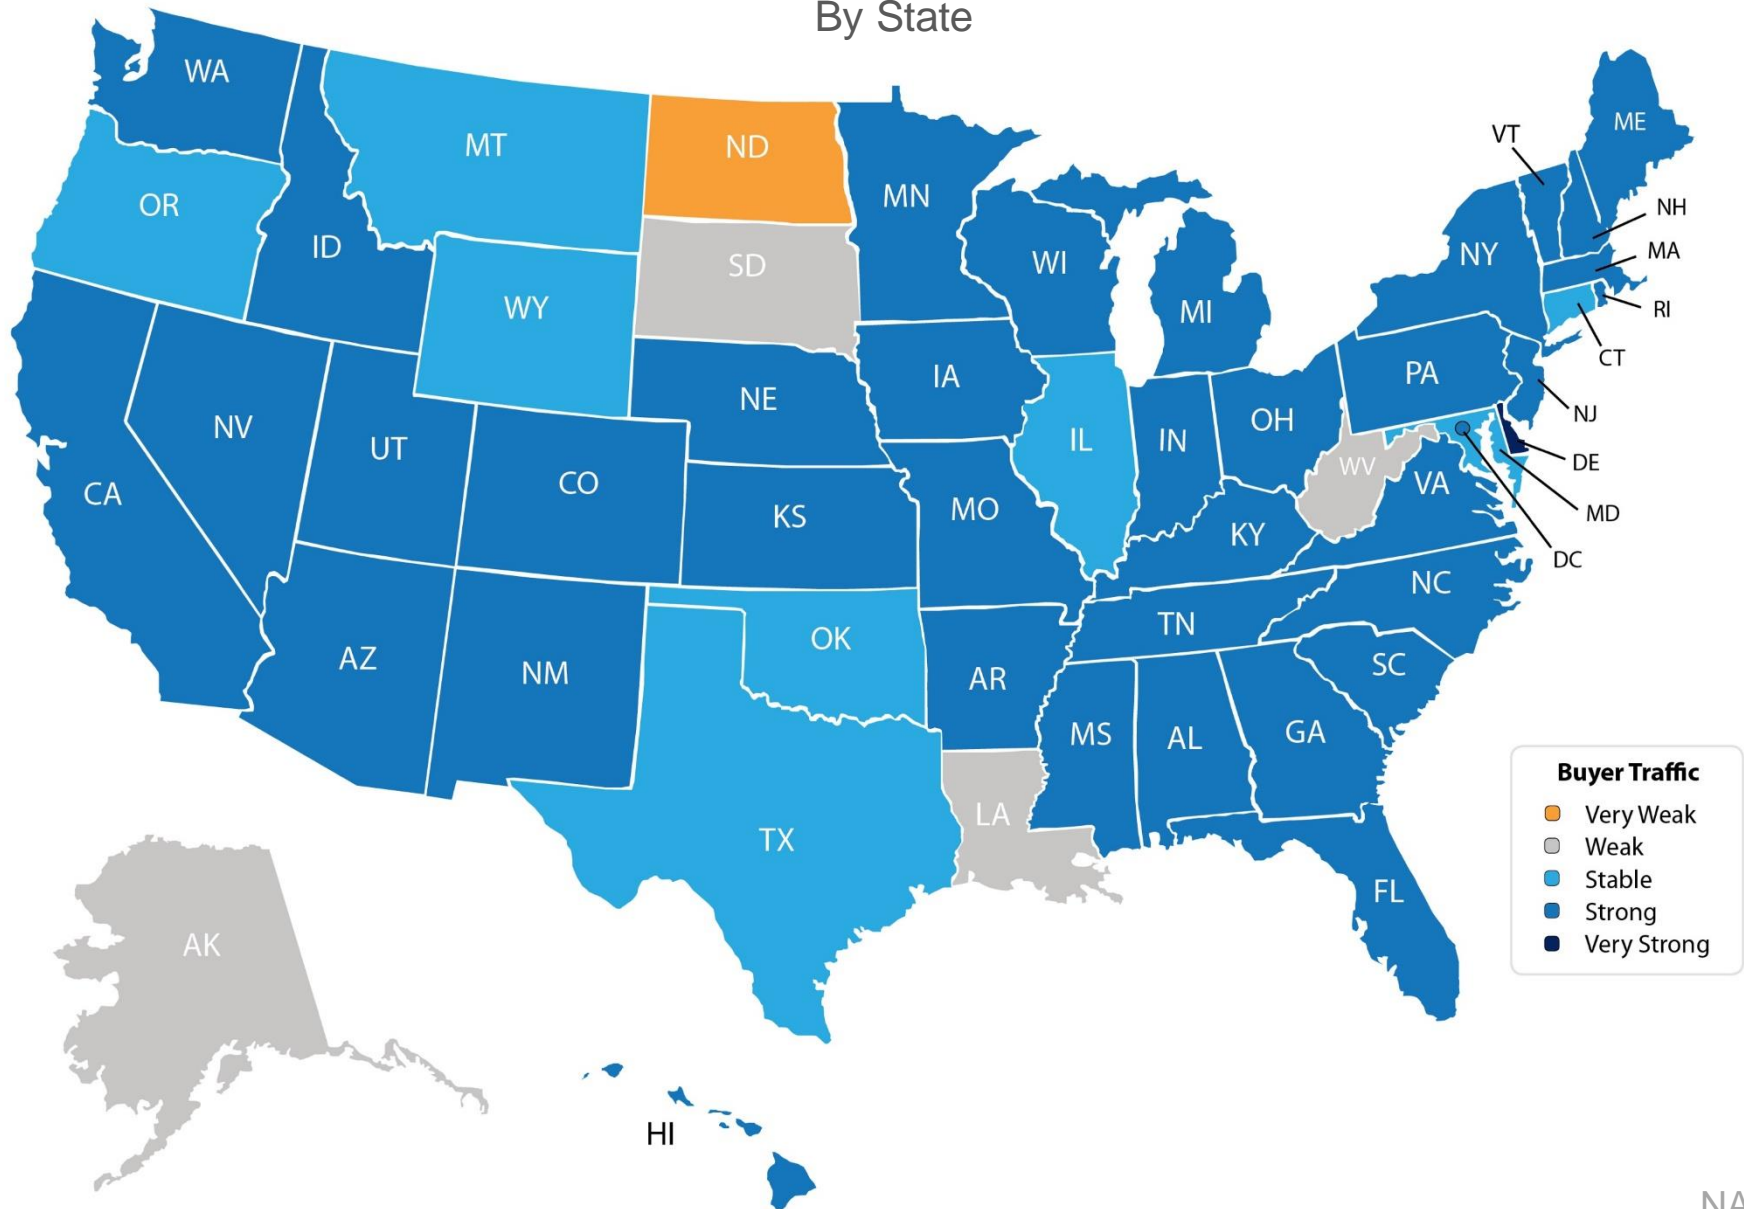 By State
WA
MT
ND
MN
ME
VT
OR
ID
SD
WI
NH
NY
MA
WY
MI
RI
CT
IA
PA
NE
NJ
NV
UT
CO
IL
IN
OH
DE
CA
KS
MO
WV
VA
MD
KY
DC
NC
TN
AZ
NM
OK
AR
SC
MS
AL
GA
TX
LA
FL
AK
HI
Buyer Traffic
Very Weak
Weak
Stable
Strong
Very Strong
NA